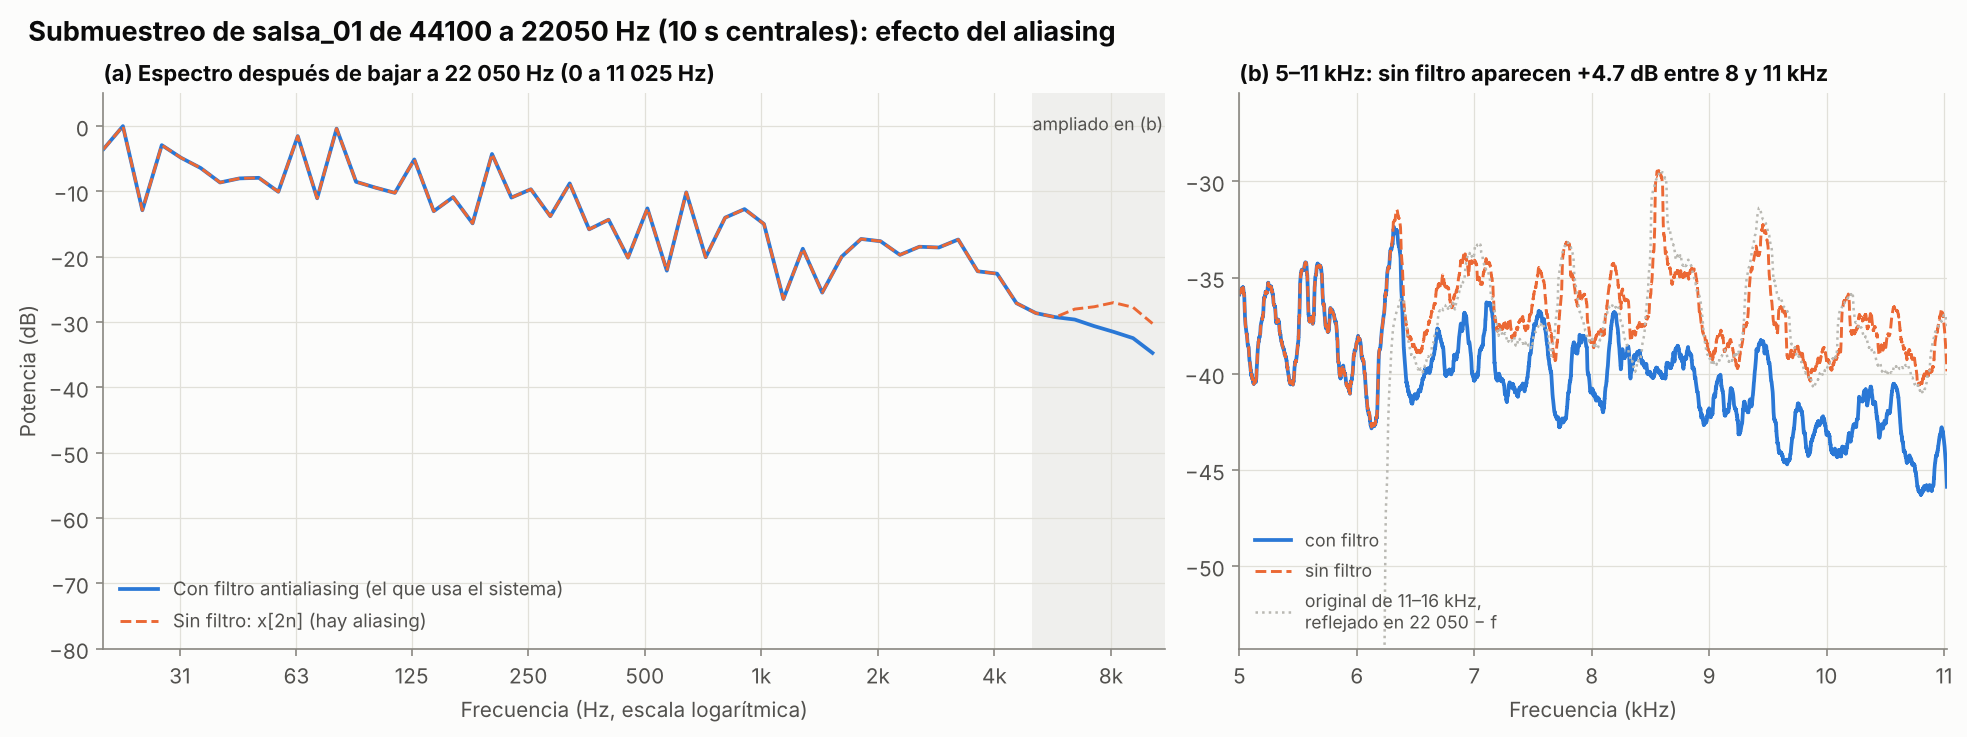 Submuestreo de salsa_01 de 44100 a 22050 Hz (10 s centrales): efecto del aliasing
(a) Espectro después de bajar a 22 050 Hz (0 a 11 025 Hz)
ampliado en (b)
Potencia (dB)
0
−10
−20
−30
−40
−50
−60
−70
−80
Con filtro antialiasing (el que usa el sistema)
Sin filtro: x[2n] (hay aliasing)
31
63
125
250
500
1k
2k
4k
8k
Frecuencia (Hz, escala logarítmica)
(b) 5–11 kHz: sin filtro aparecen +4.7 dB entre 8 y 11 kHz
−30
−35
−40
−45
−50
con filtro
sin filtro
original de 11–16 kHz,
reflejado en 22 050 − f
5
6
7
8
9
10
11
Frecuencia (kHz)